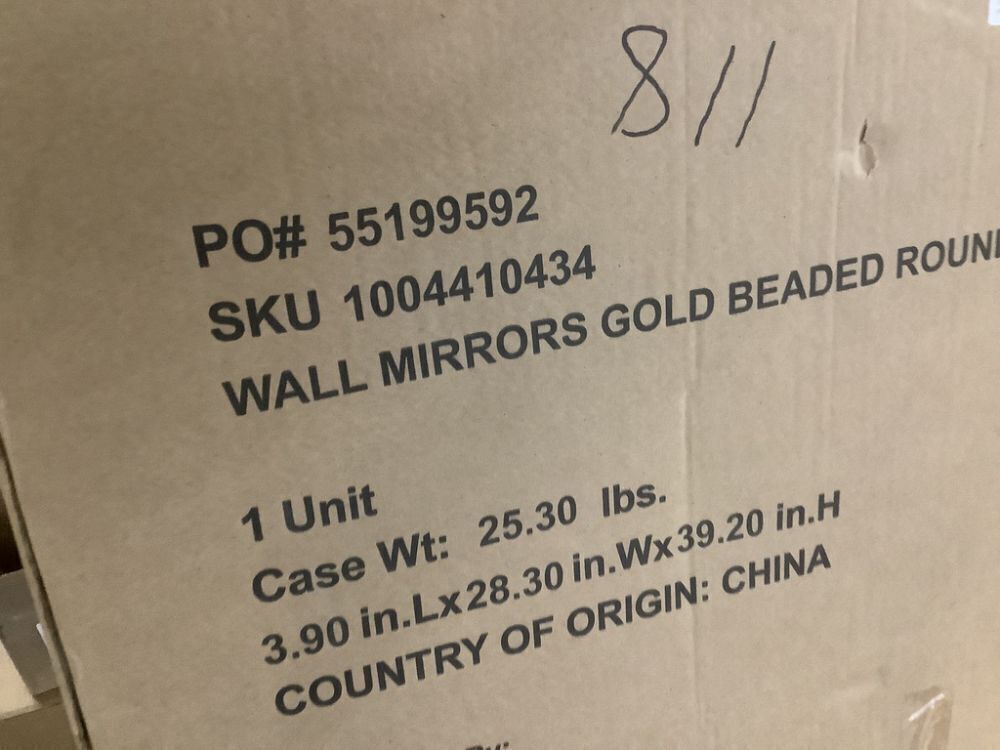 811
PO# 55199592
SKU 1004410434
WALL MIRRORS GOLD BEADED ROUN
1 Unit
Case Wt: 25.30 lbs.
3.90 in.Lx28.30 in.Wx39.20 in.H
COUNTRY OF ORIGIN: CHINA